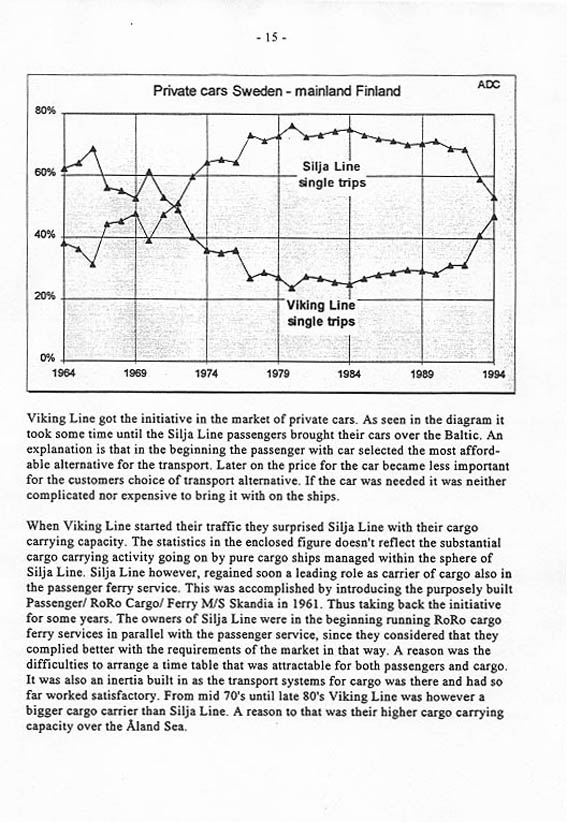 - 15 -
Private cars Sweden - mainland Finland
ADC
80%
60%
40%
20%
0%
Silja Line
single trips
Viking Line
single trips
1964 1969 1974 1979 1984 1989 1994
Viking Line got the initiative in the market of private cars. As seen in the diagram it
took some time until the Silja Line passengers brought their cars over the Baltic. An
explanation is that in the beginning the passenger with car selected the most afford-
able alternative for the transport. Later on the price for the car became less important
for the customers choice of transport alternative. If the car was needed it was neither
complicated nor expensive to bring it with on the ships.
When Viking Line started their traffic they surprised Silja Line with their cargo
carrying capacity. The statistics in the enclosed figure doesn't reflect the substantial
cargo carrying activity going on by pure cargo ships managed within the sphere of
Silja Line. Silja Line however, regained soon a leading role as carrier of cargo also in
the passenger ferry service. This was accomplished by introducing the purposely built
Passenger/ RoRo Cargo/ Ferry M/S Skandia in 1961. Thus taking back the initiative
for some years. The owners of Silja Line were in the beginning running RoRo cargo
ferry services in parallel with the passenger service, since they considered that they
complied better with the requirements of the market in that way. A reason was the
difficulties to arrange a time table that was attractable for both passengers and cargo.
It was also an inertia built in as the transport systems for cargo was there and had so
far worked satisfactory. From mid 70's until late 80's Viking Line was however a
bigger cargo carrier than Silja Line. A reason to that was their higher cargo carrying
capacity over the Åland Sea.